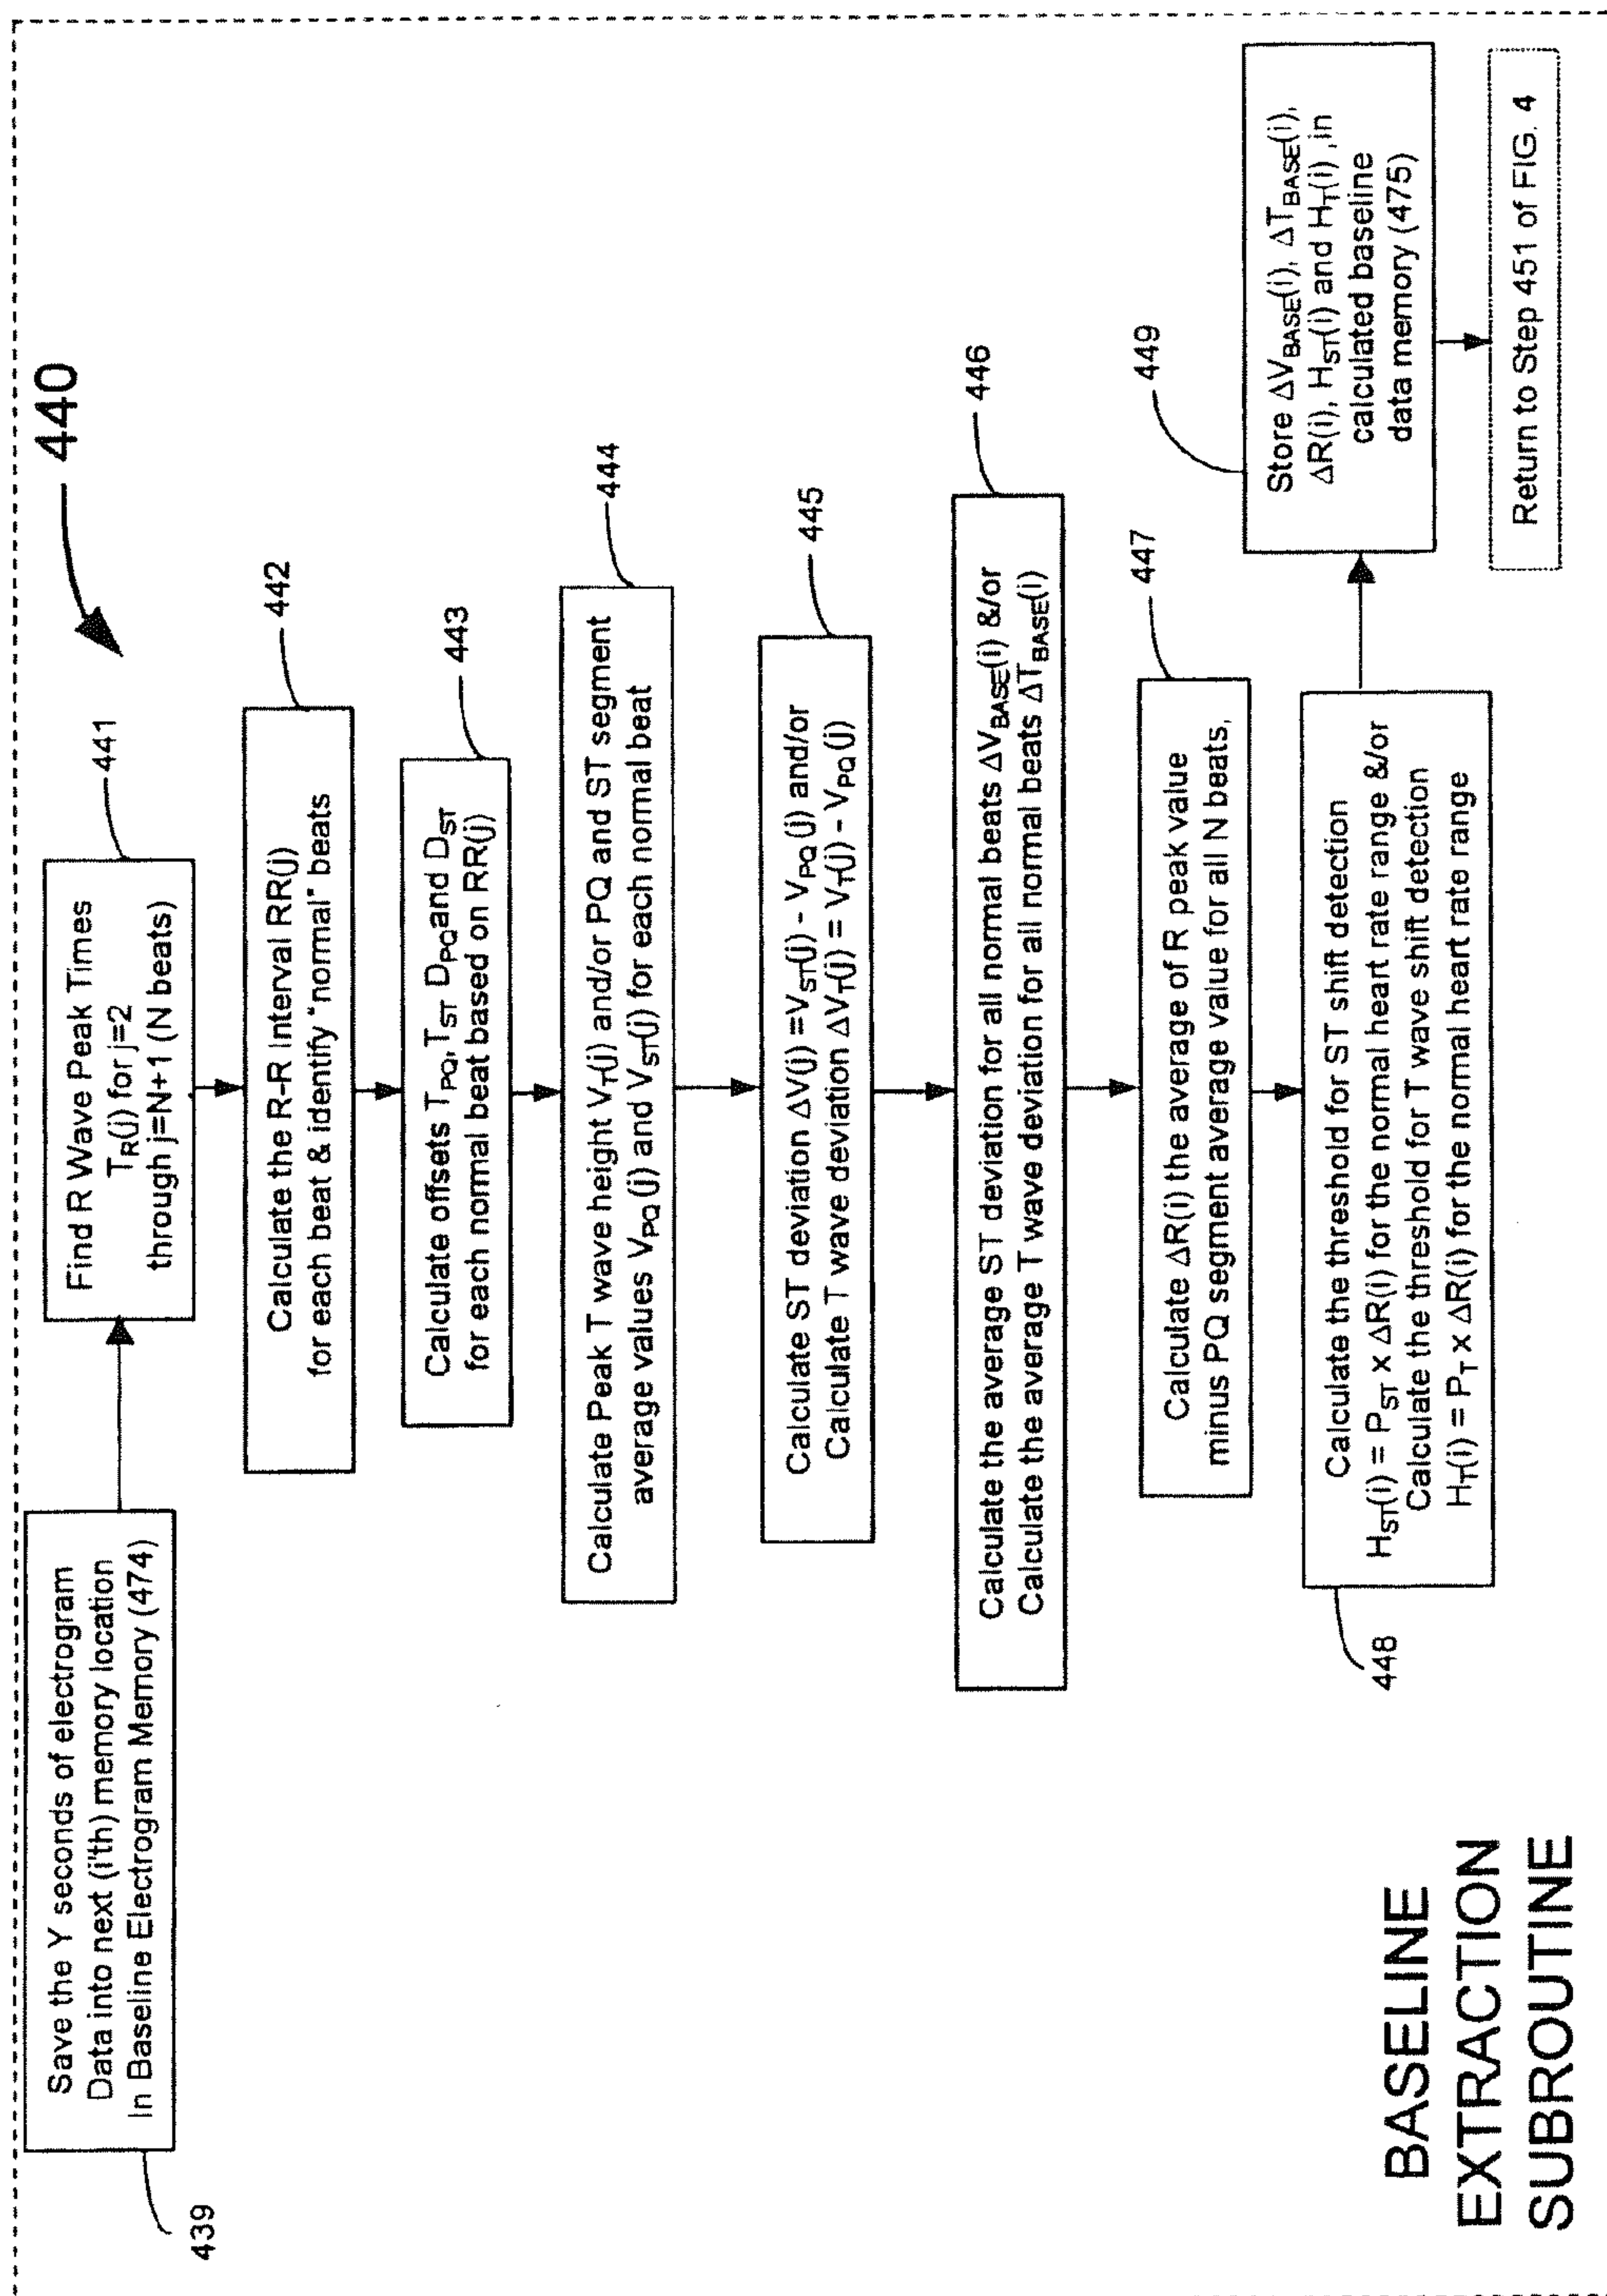 440
Save the Y seconds of electrogram
Data into next (i'th) memory location
In Baseline Electrogram Memory (474)
439
Find R Wave Peak Times
T_R(j) for j=2
through j=N+1 (N beats)
441
Calculate the R-R Interval RR(j)
for each beat & identify "normal" beats
442
Calculate offsets T_PQ, T_ST D_PQ and D_ST
for each normal beat based on RR(j)
443
Calculate Peak T wave height V_T(j) and/or PQ and ST segment
average values V_PQ(j) and V_ST(j) for each normal beat
444
Calculate ST deviation ΔV(j) = V_ST(j) - V_PQ(j) and/or
Calculate T wave deviation ΔV_T(j) = V_T(j) - V_PQ(j)
445
Calculate the average ST deviation for all normal beats ΔV_BASE(i) &/or
Calculate the average T wave deviation for all normal beats ΔT_BASE(i)
446
Calculate ΔR(i) the average of R peak value
minus PQ segment average value for all N beats,
447
Calculate the threshold for ST shift detection
H_ST(i) = P_ST x ΔR(i) for the normal heart rate range &/or
Calculate the threshold for T wave shift detection
H_T(i) = P_T x ΔR(i) for the normal heart rate range
448
Store ΔV_BASE(i), ΔT_BASE(i),
ΔR(i), H_ST(i) and H_T(i) ,in
calculated baseline
data memory (475)
449
Return to Step 451 of FIG. 4
BASELINE
EXTRACTION
SUBROUTINE